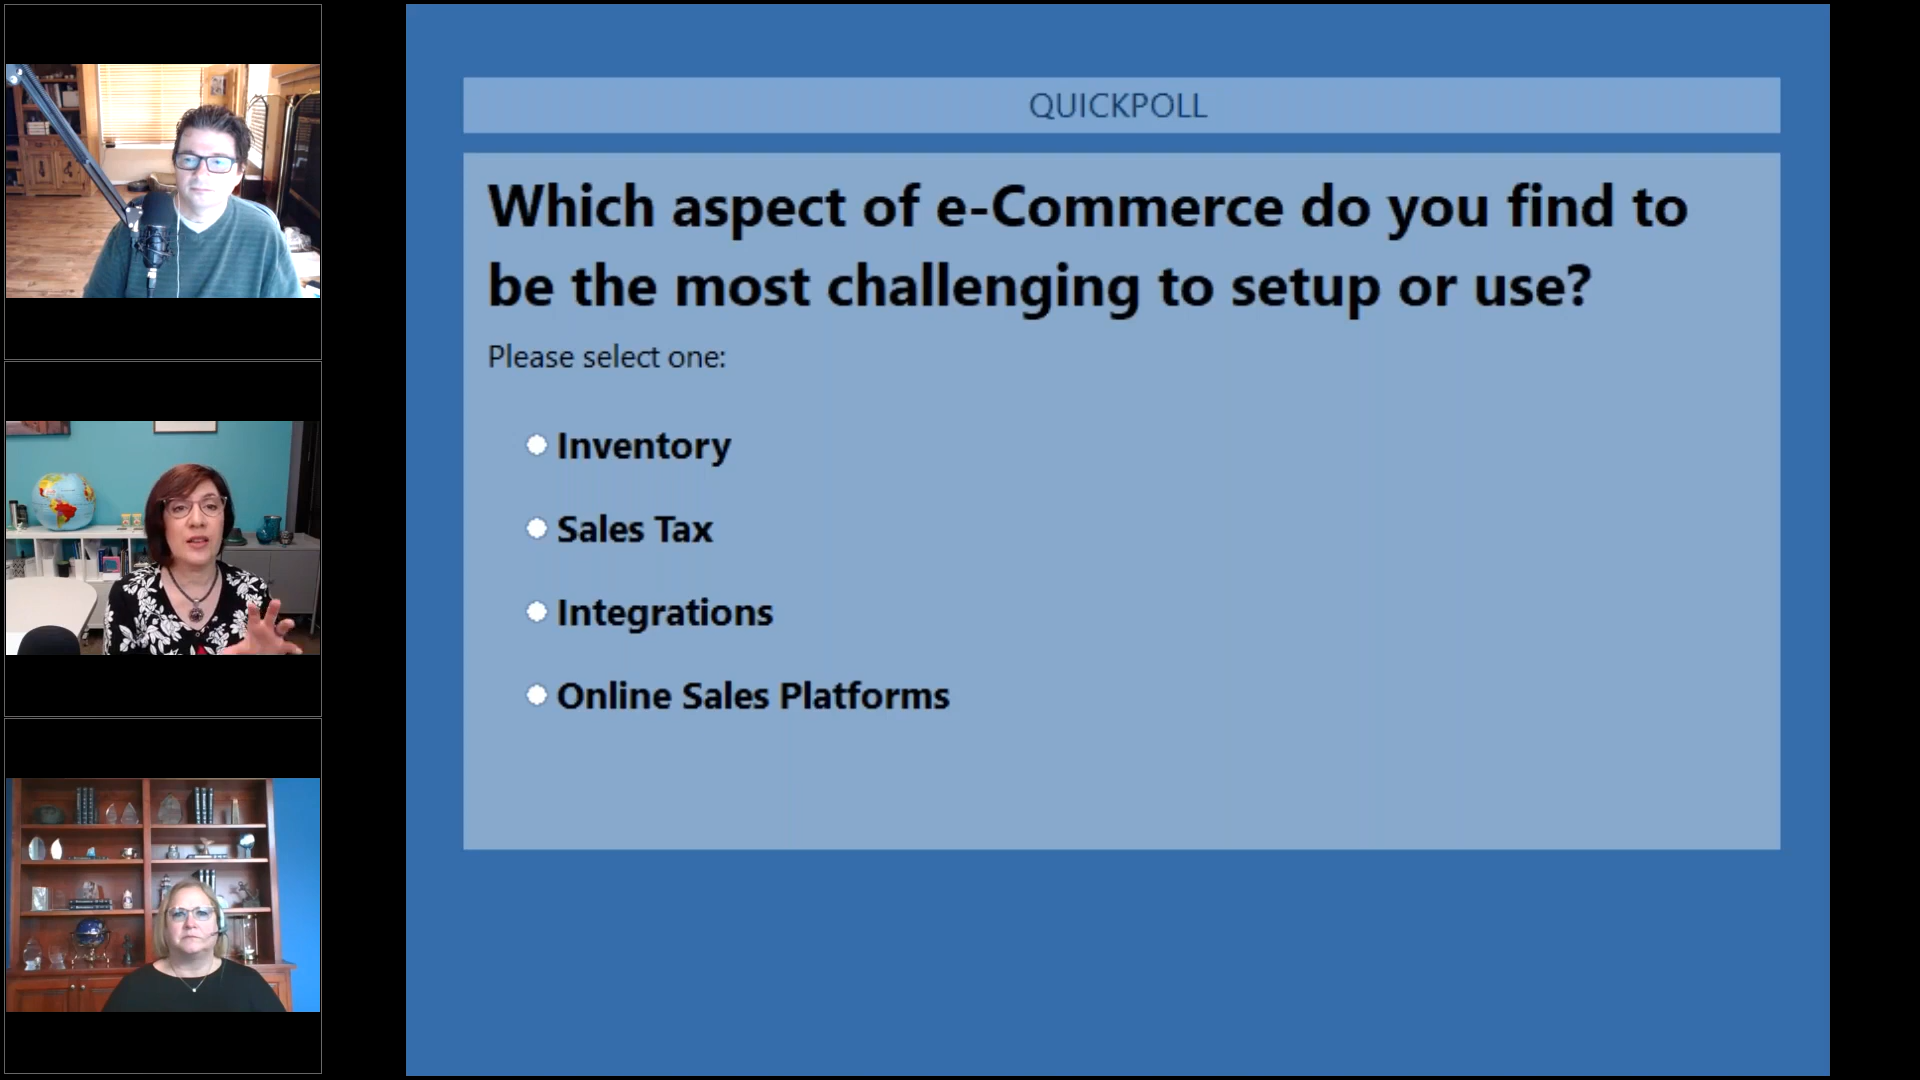 QUICKPOLL
Which aspect of e-Commerce do you find to
be the most challenging to setup or use?
Please select one:
Inventory
Sales Tax
Integrations
Online Sales Platforms